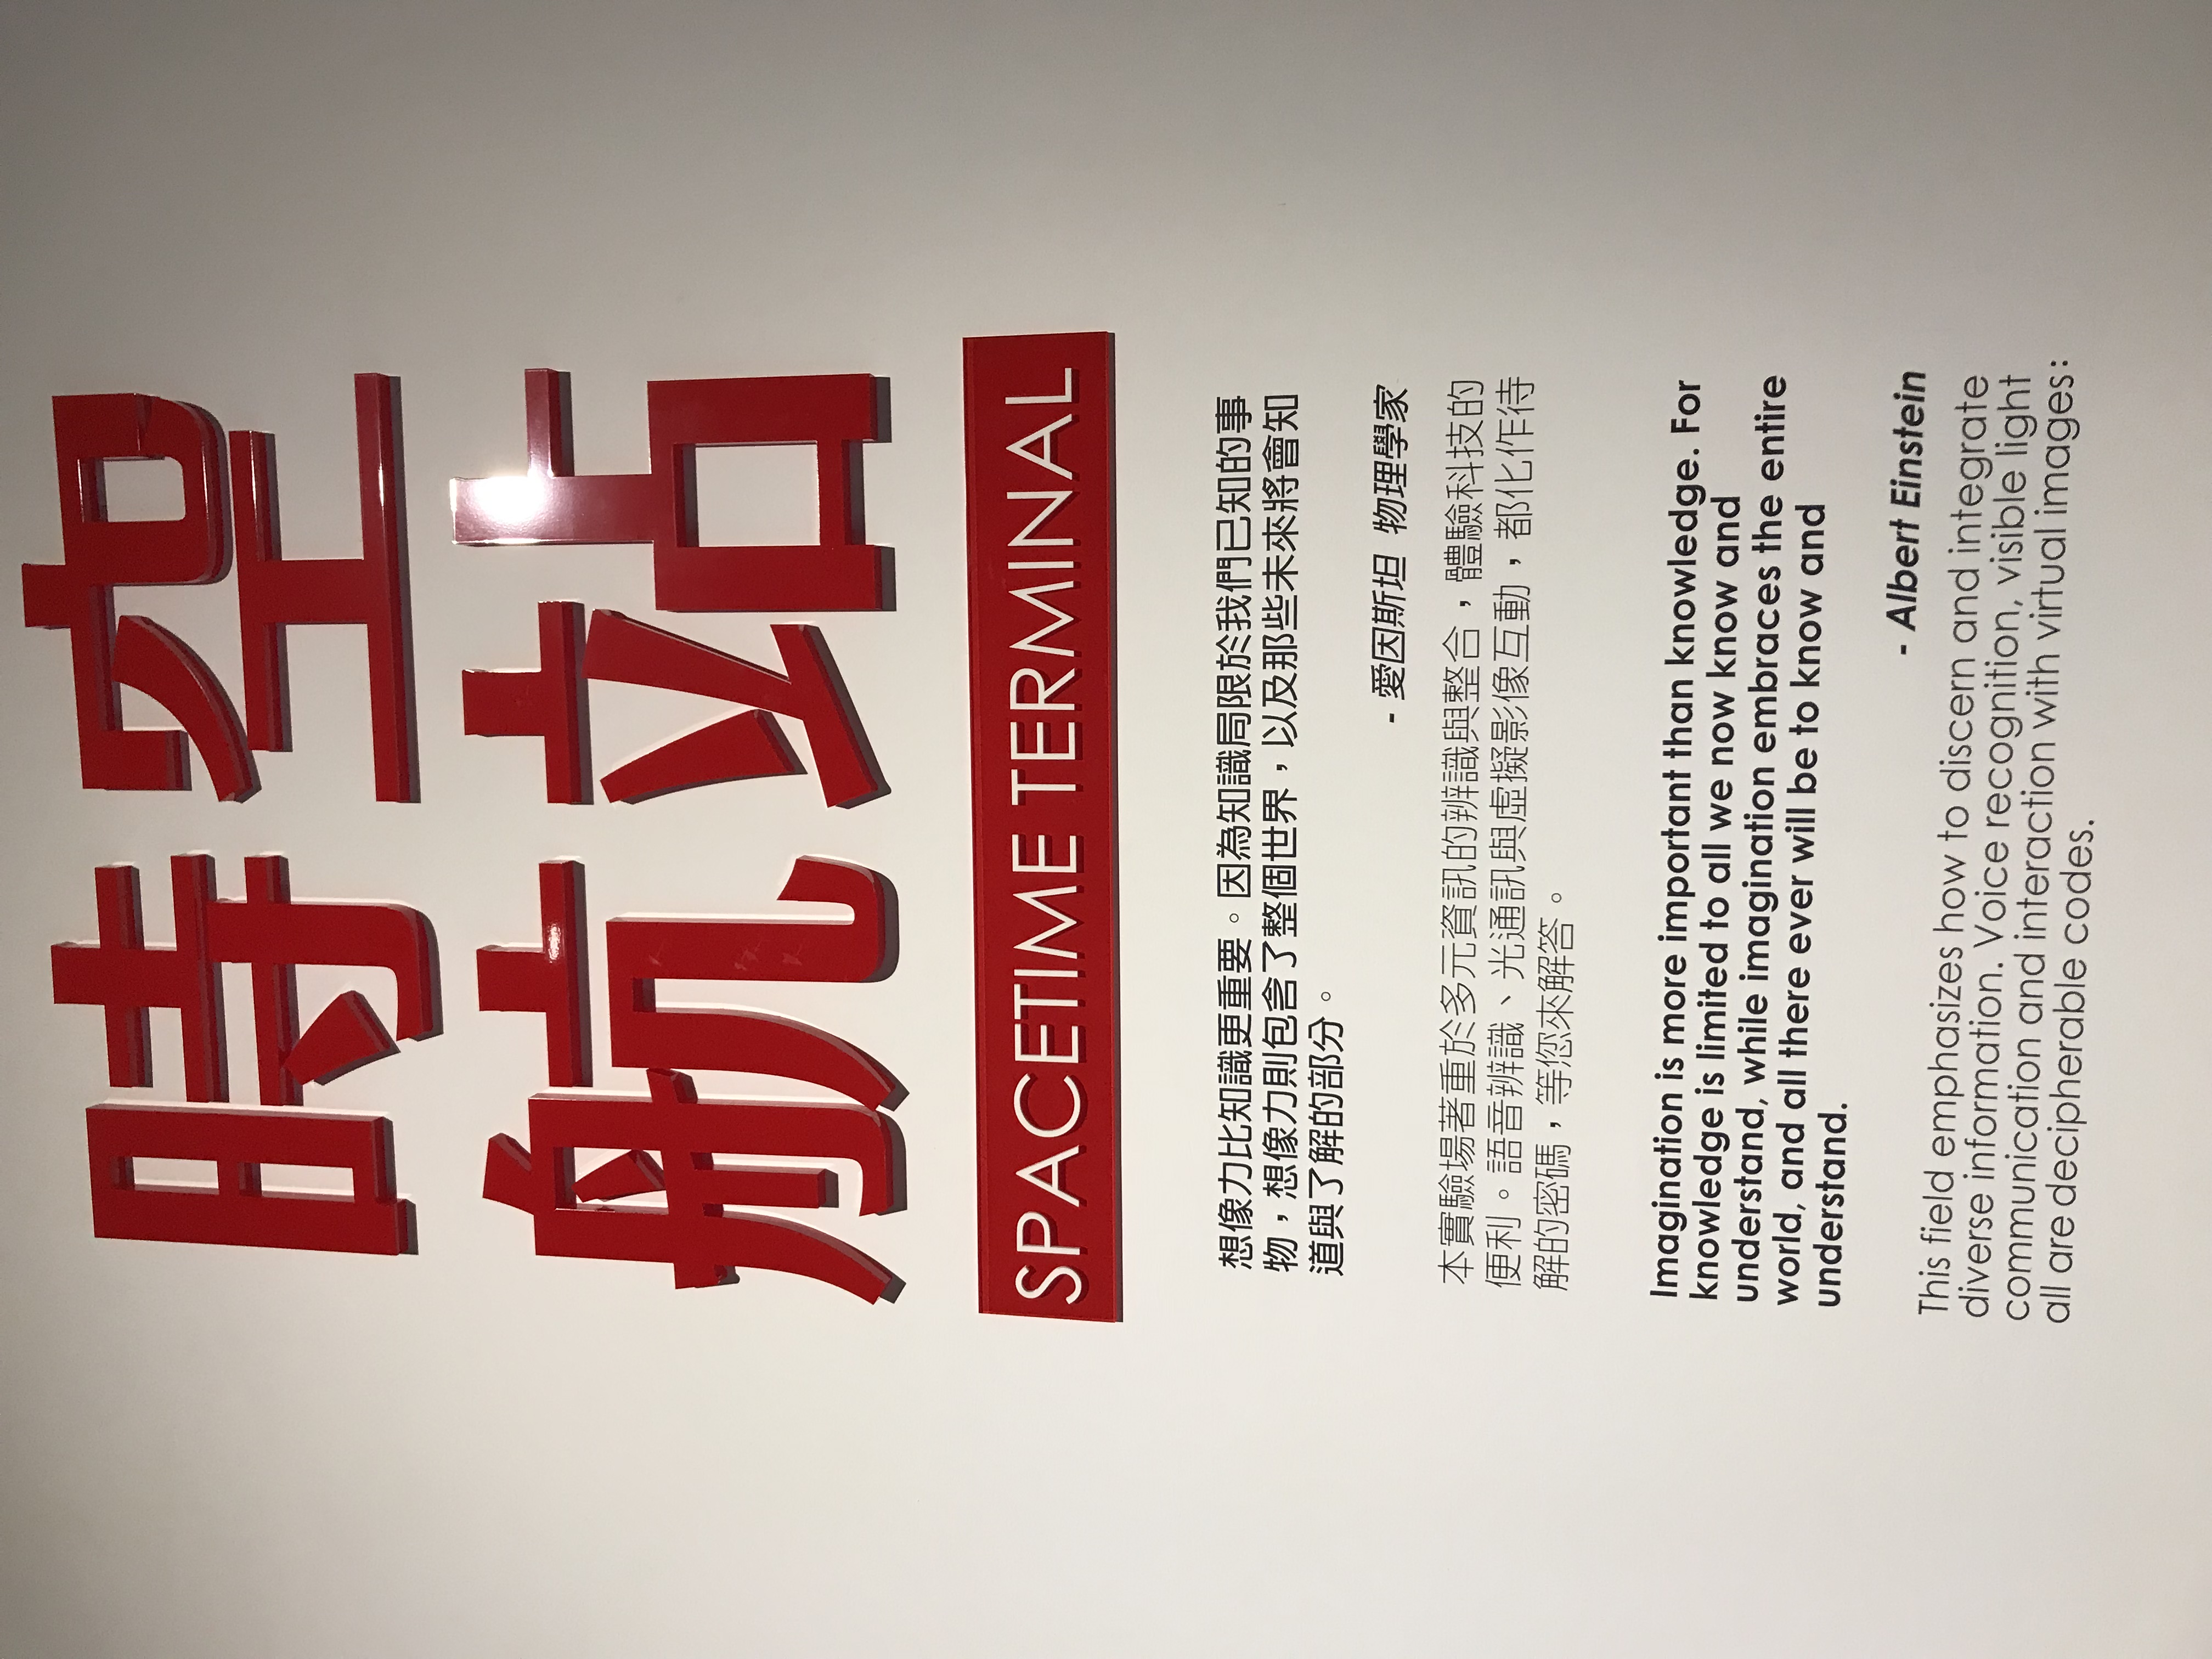 時空
航站
SPACETIME TERMINAL
想像力比知識更重要。因為知識局限於我們已知的事
物，想像力則包含了整個世界，以及那些未來將會知
道與了解的部分。
- 愛因斯坦 物理學家
本實驗場著重於多元資訊的辨識與整合，體驗科技的
便利。語音辨識、光通訊與虛擬影像互動，都化作待
解的密碼，等您來解答。
Imagination is more important than knowledge. For
knowledge is limited to all we now know and
understand, while imagination embraces the entire
world, and all there ever will be to know and
understand.
- Albert Einstein
This field emphasizes how to discern and integrate
diverse information. Voice recognition, visible light
communication and interaction with virtual images:
all are decipherable codes.